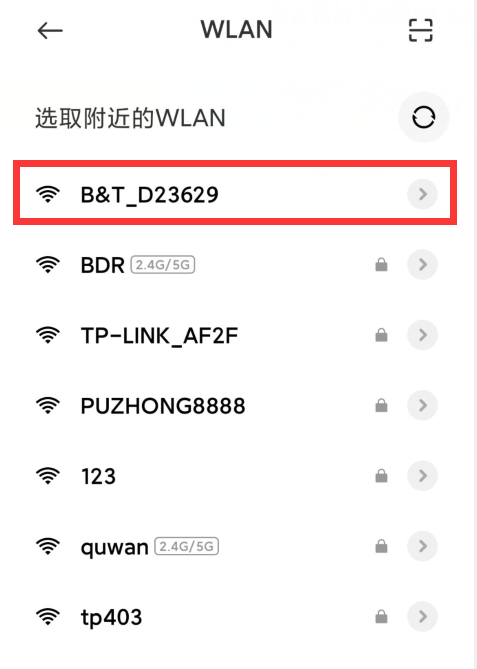 WLAN
选取附近的WLAN
B&T_D23629
BDR 2.4G/5G
TP-LINK_AF2F
PUZHONG8888
123
quwan 2.4G/5G
tp403